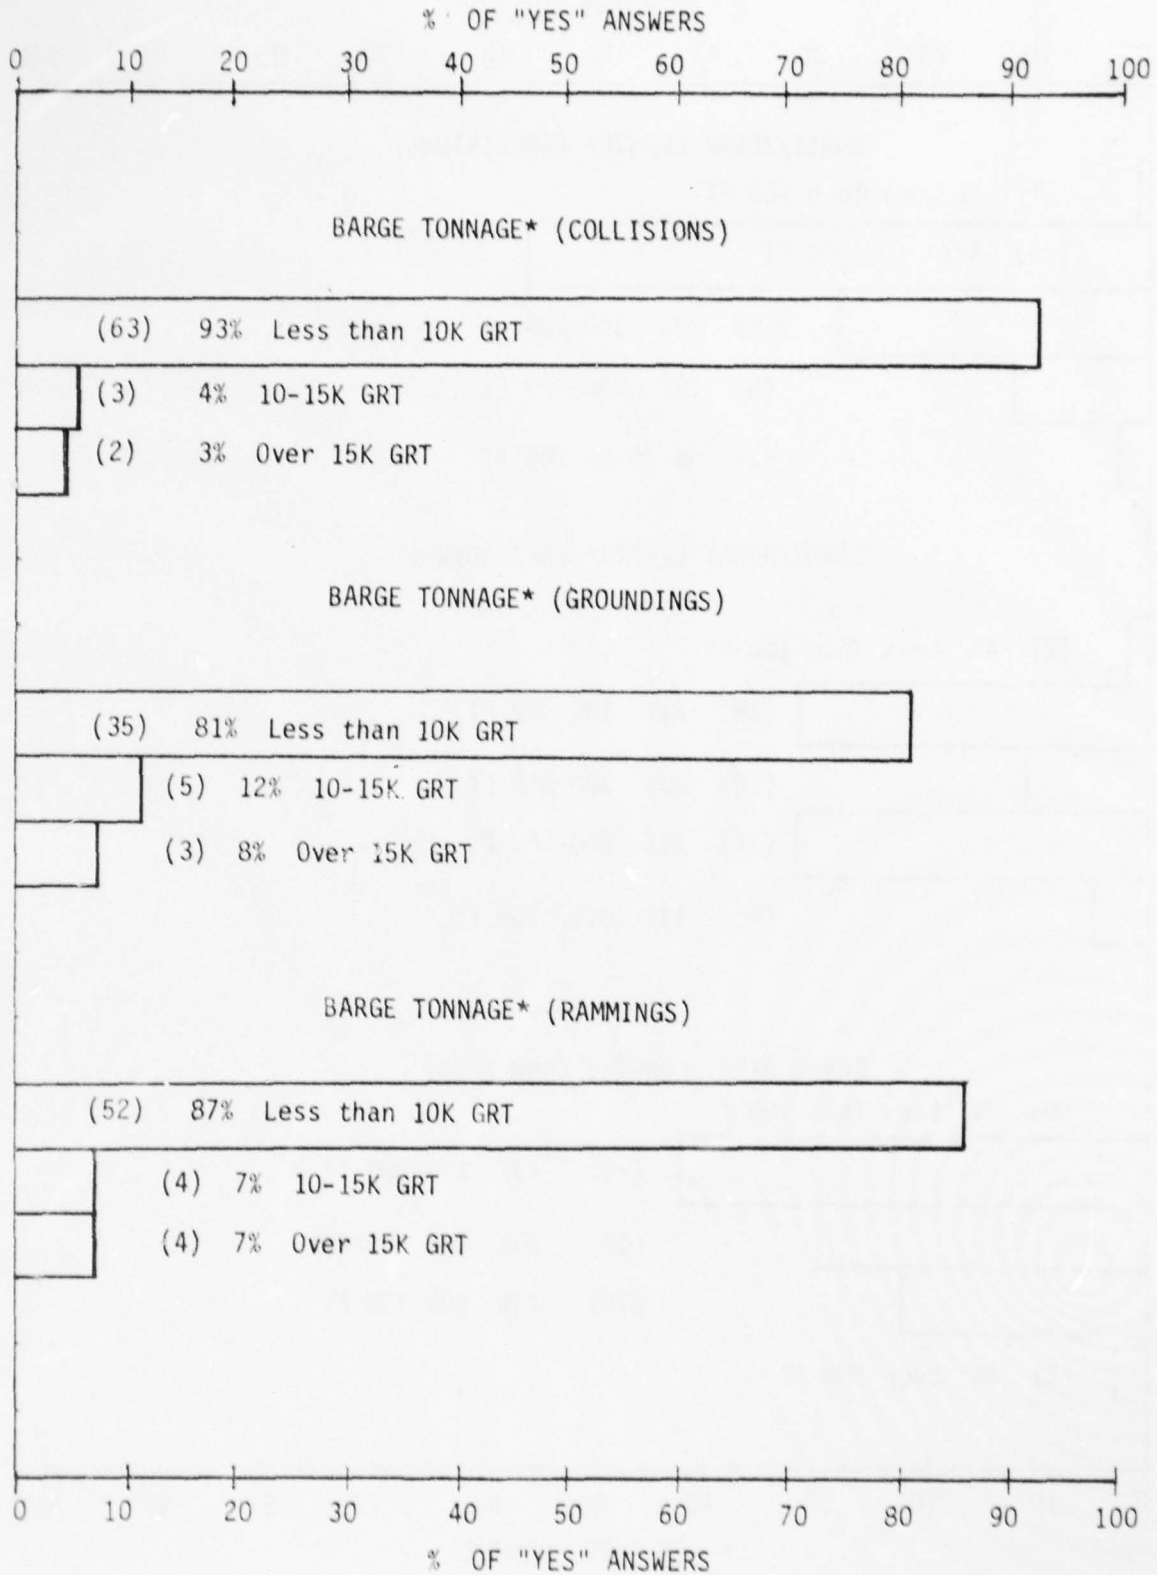 % OF "YES" ANSWERS
0 10 20 30 40 50 60 70 80 90 100
BARGE TONNAGE* (COLLISIONS)
(63) 93% Less than 10K GRT
(3) 4% 10-15K GRT
(2) 3% Over 15K GRT
BARGE TONNAGE* (GROUNDINGS)
(35) 81% Less than 10K GRT
(5) 12% 10-15K GRT
(3) 8% Over 15K GRT
BARGE TONNAGE* (RAMMINGS)
(52) 87% Less than 10K GRT
(4) 7% 10-15K GRT
(4) 7% Over 15K GRT
0 10 20 30 40 50 60 70 80 90 100
% OF "YES" ANSWERS